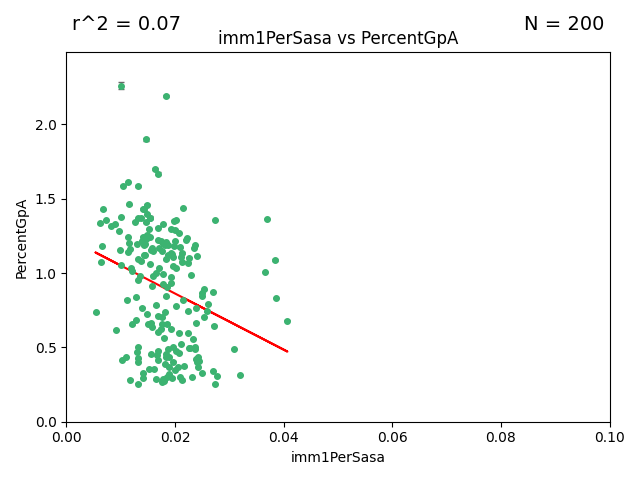 r^2 = 0.07
N = 200
imm1PerSasa vs PercentGpA
PercentGpA
2.0
1.5
1.0
0.5
0.0
0.00 0.02 0.04 0.06 0.08 0.10
imm1PerSasa